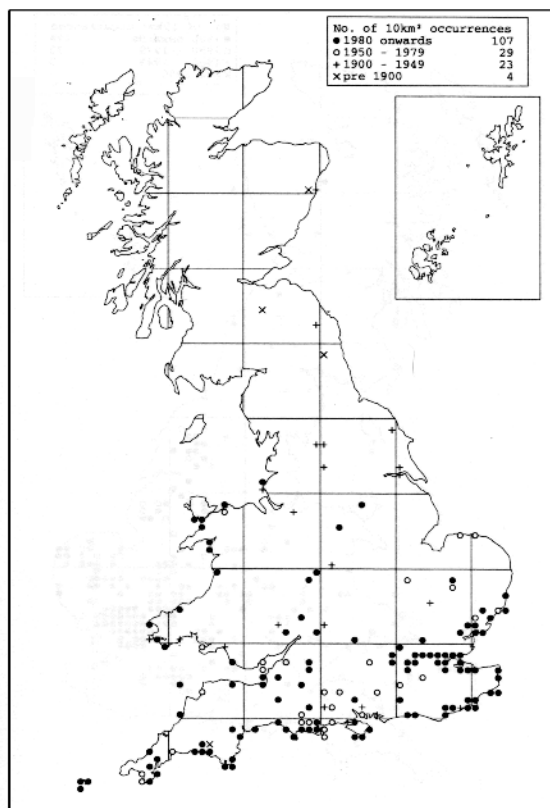 No. of 10km² occurrences
● 1980 onwards 107
○ 1950 - 1979 29
+ 1900 - 1949 23
× pre 1900 4